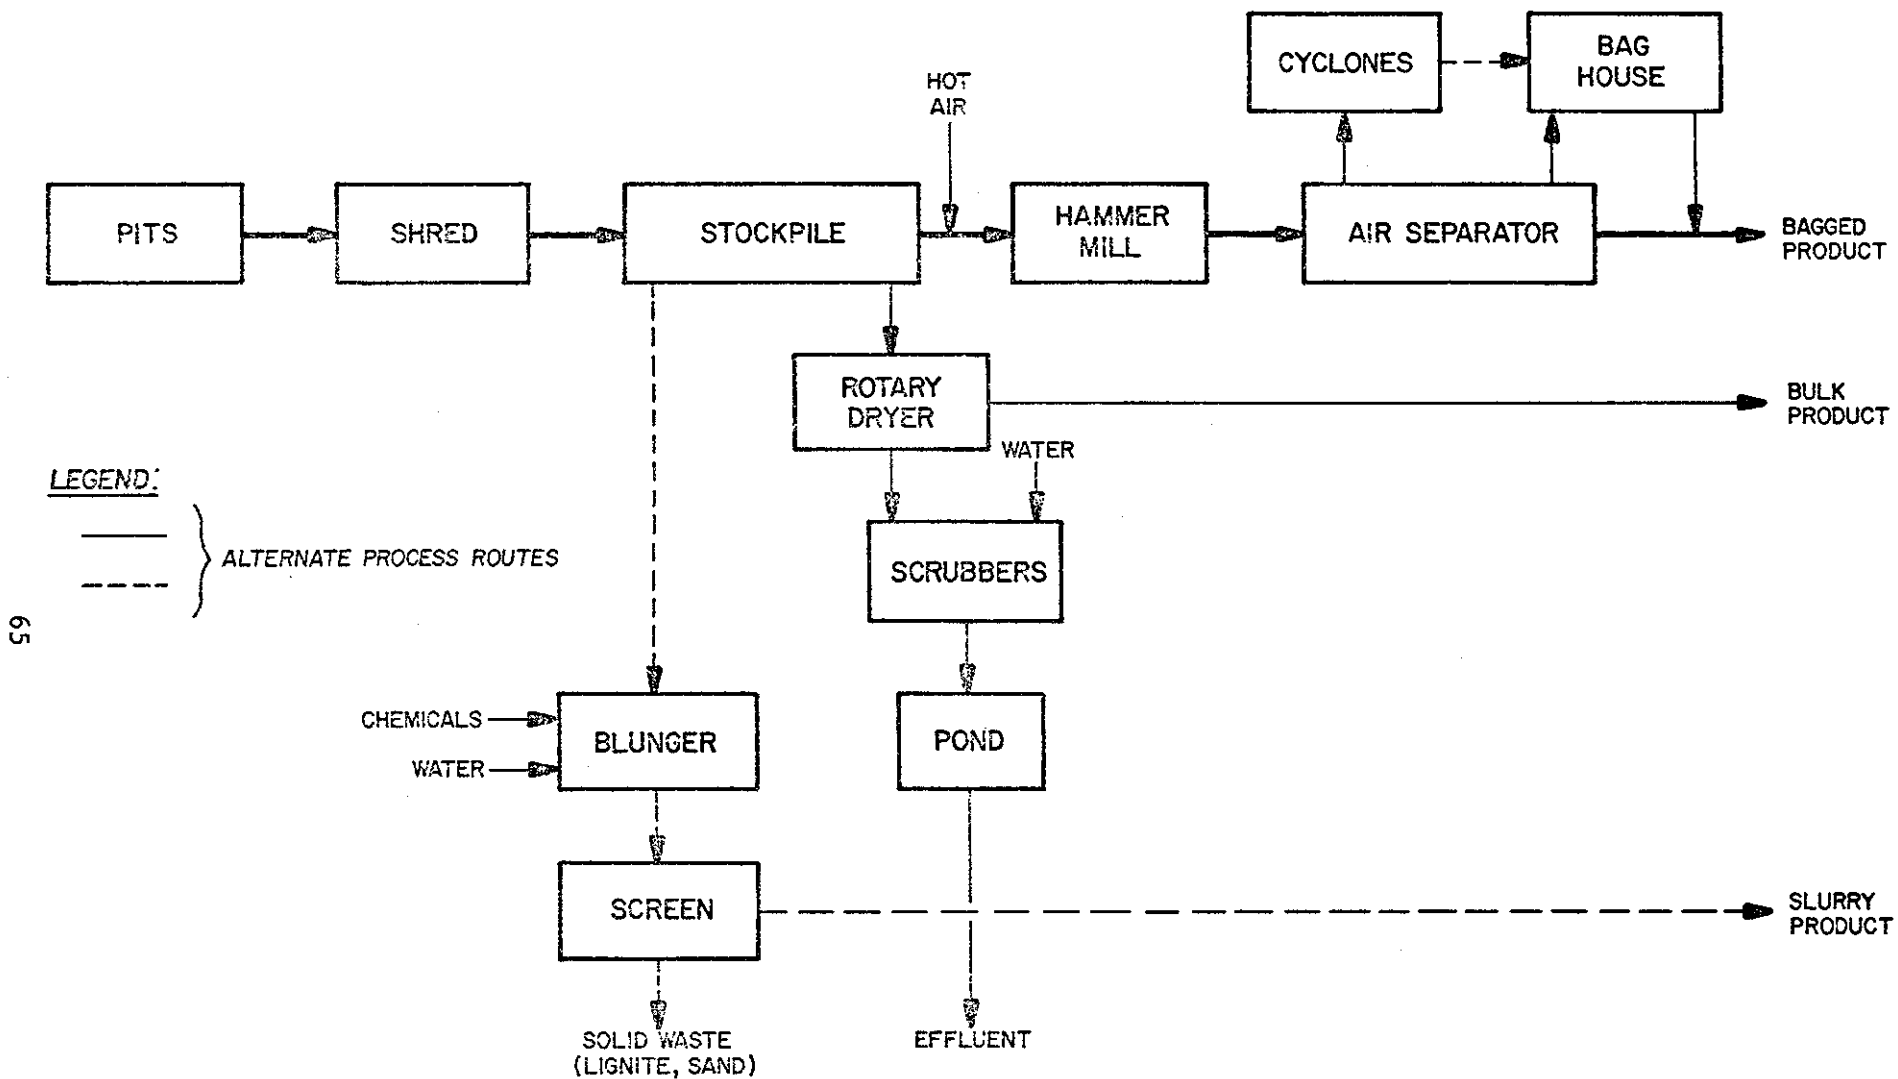 CYCLONES
BAG
HOUSE
HOT
AIR
PITS
SHRED
STOCKPILE
HAMMER
MILL
AIR SEPARATOR
BAGGED
PRODUCT
ROTARY
DRYER
BULK
PRODUCT
WATER
LEGEND:
ALTERNATE PROCESS ROUTES
SCRUBBERS
65
CHEMICALS
WATER
BLUNGER
POND
SCREEN
SLURRY
PRODUCT
SOLID WASTE
(LIGNITE, SAND)
EFFLUENT